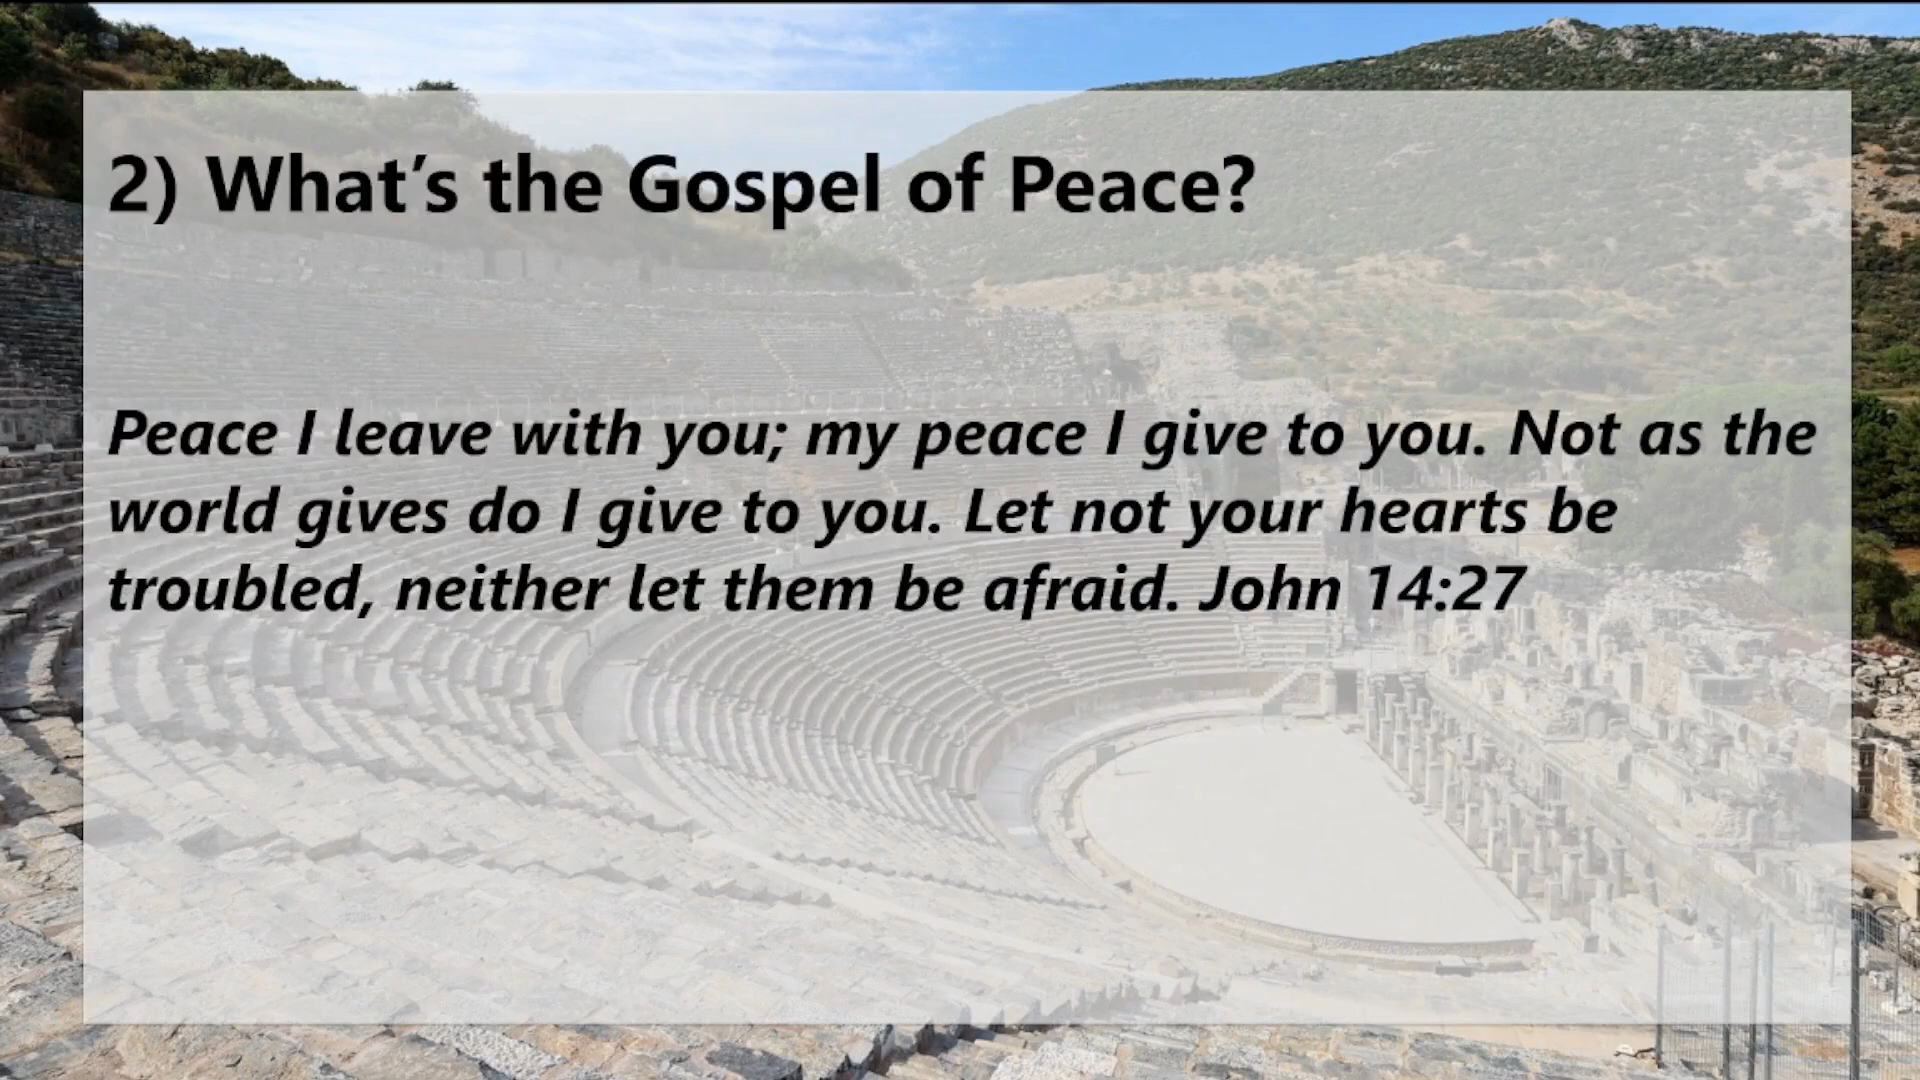 2) What’s the Gospel of Peace?
Peace I leave with you; my peace I give to you. Not as the
world gives do I give to you. Let not your hearts be
troubled, neither let them be afraid. John 14:27